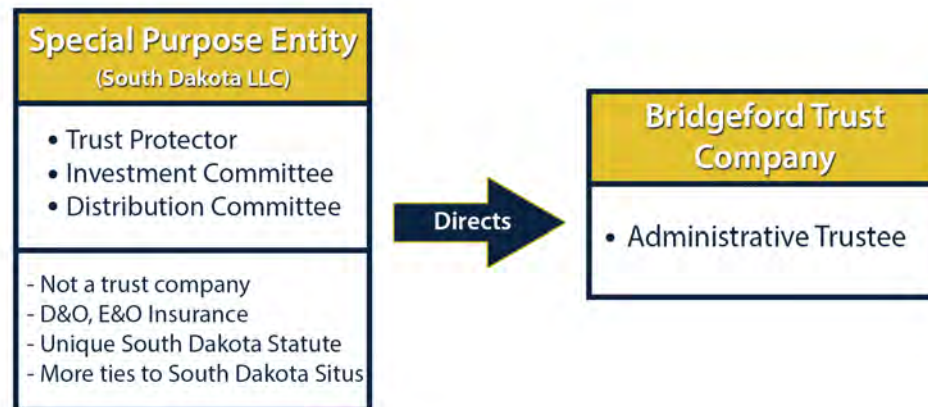 Special Purpose Entity
(South Dakota LLC)
• Trust Protector
• Investment Committee
• Distribution Committee
- Not a trust company
- D&O, E&O Insurance
- Unique South Dakota Statute
- More ties to South Dakota Situs
Directs
Bridgeford Trust
Company
• Administrative Trustee